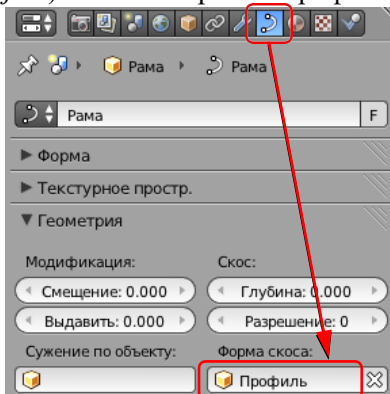 Рама Рама
Рама F
Форма
Текстурное простр.
Геометрия
Модификация: Скос:
Смещение: 0.000 Глубина: 0.000
Выдавить: 0.000 Разрешение: 0
Сужение по объекту: Форма скоса:
Профиль